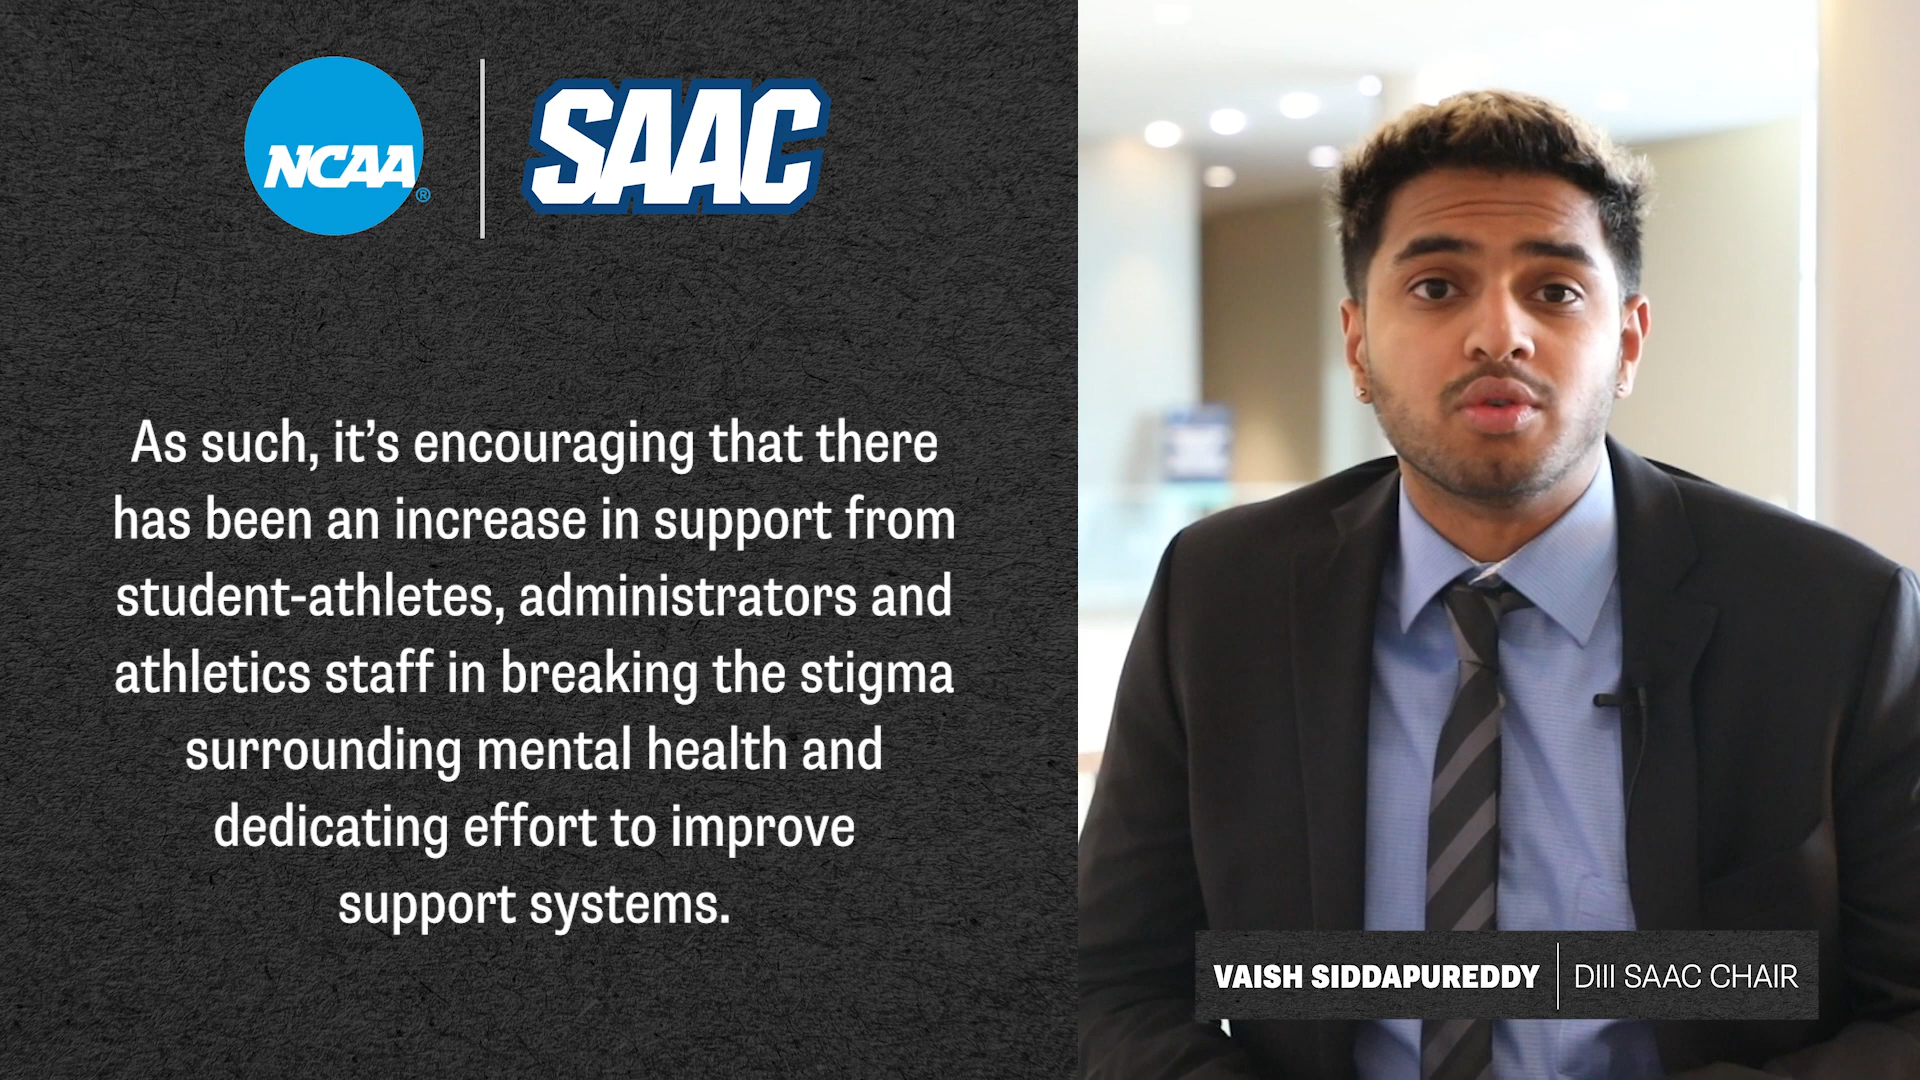 NCAA®
SAAC
As such, it’s encouraging that there
has been an increase in support from
student-athletes, administrators and
athletics staff in breaking the stigma
surrounding mental health and
dedicating effort to improve
support systems.
VAISH SIDDAPUREDDY | DIII SAAC CHAIR